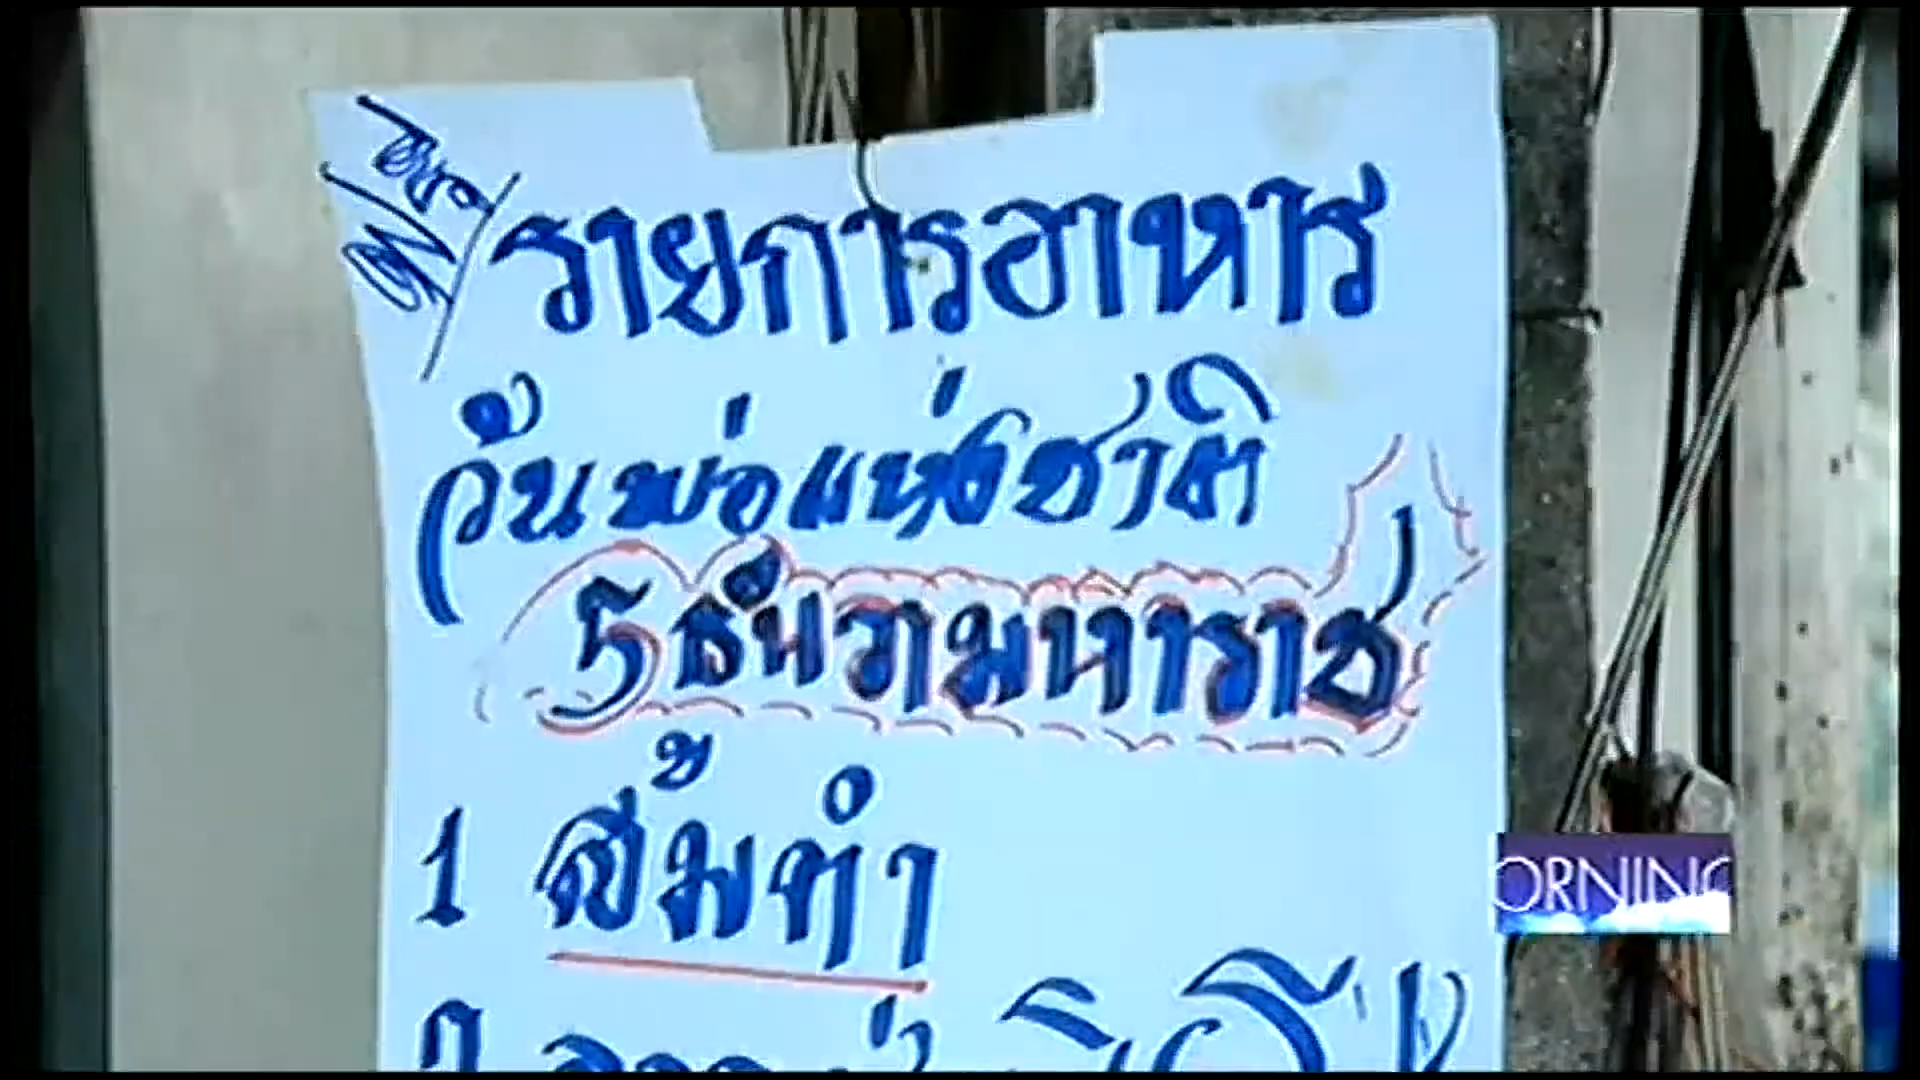 รายการอาหาร
วันพ่อแห่งชาติ
5 ธันวามหาราช
1 ส้มตำ
2
ORNING